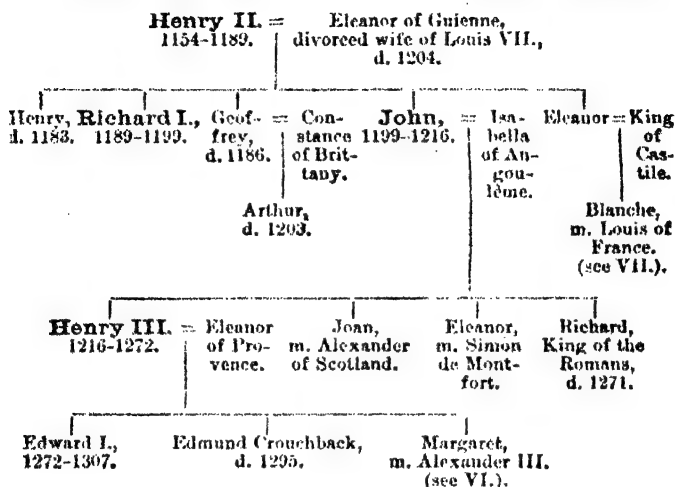 Henry II. = Eleanor of Guienne,
1154-1189. divorced wife of Louis VII.,
d. 1204.
Henry, Richard I., Geof- = Con- John, = Isa- Eleanor = King
d. 1183. 1189-1199. frey, stance 1199-1216. bella of
d. 1186. of Brit- of An- Cas-
tany. gou- tile.
lême.
Arthur, Blanche,
d. 1203. m. Louis of
France.
(see VII.).
Henry III. = Eleanor Joan, Eleanor, Richard,
1216-1272. of Pro- m. Alexander m. Simon King of the
vence. of Scotland. de Mont- Romans,
fort. d. 1271.
Edward I., Edmund Crouchback, Margaret,
1272-1307. d. 1295. m. Alexander III.
(see VI.).